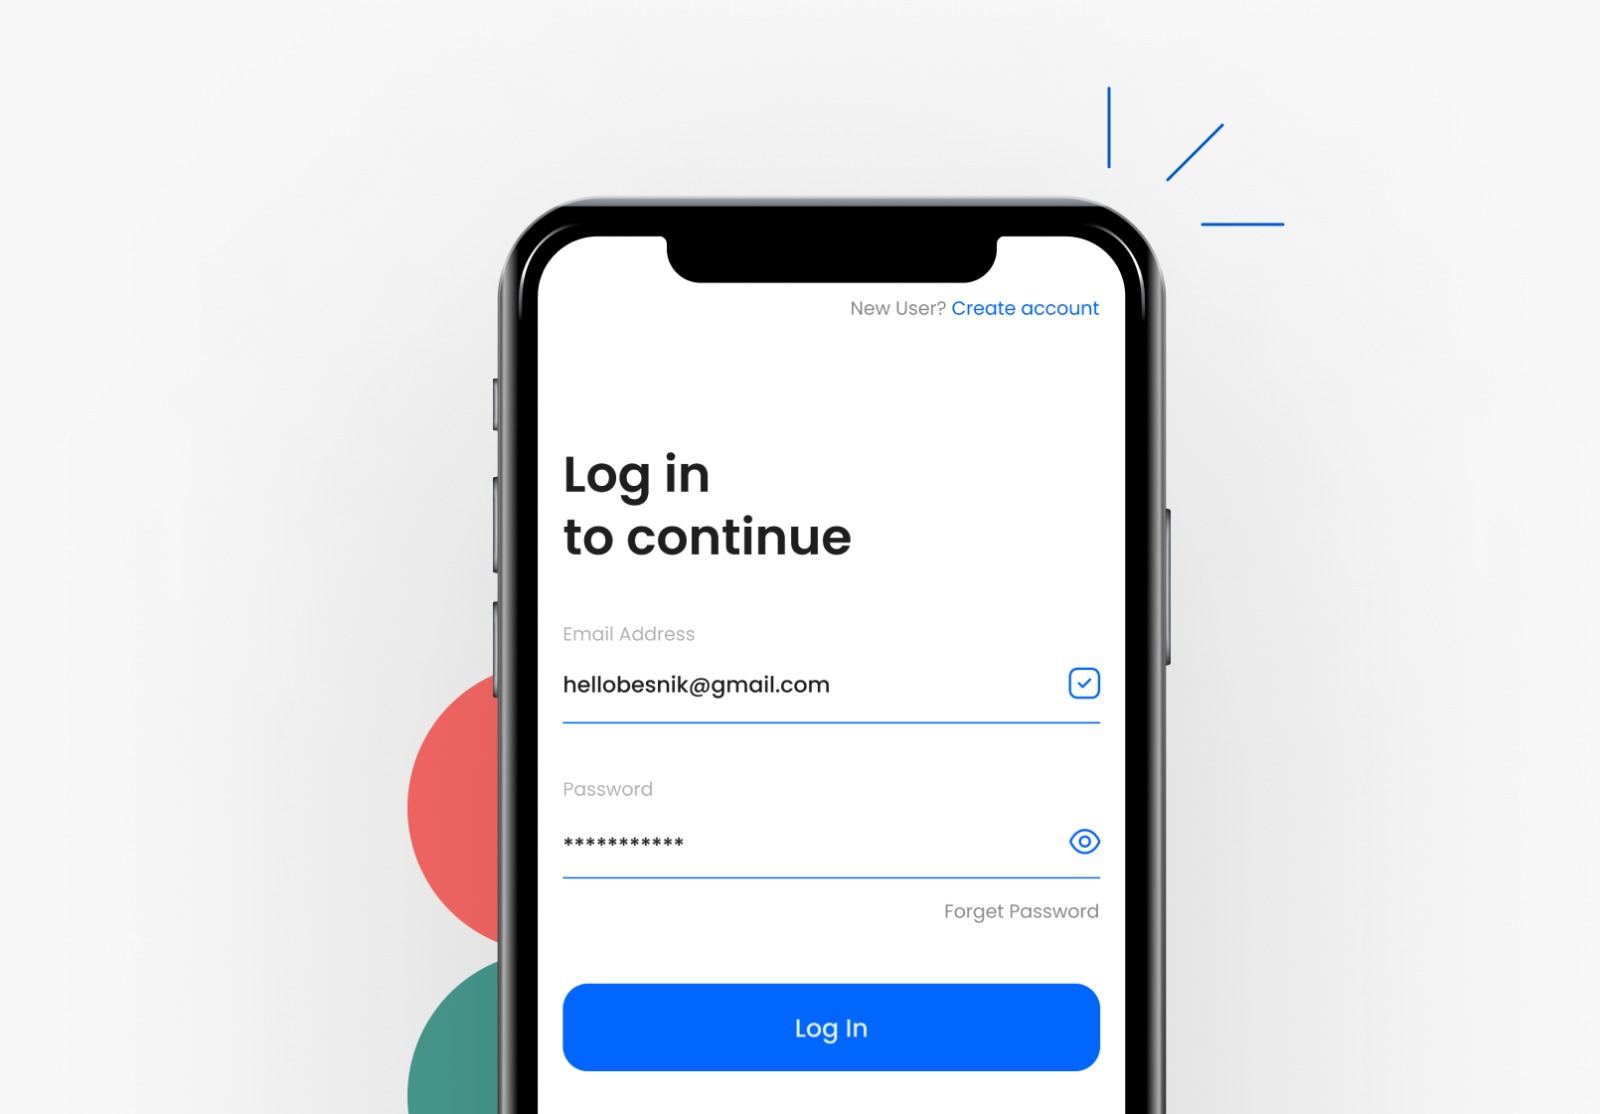 New User? Create account
Log in
to continue
Email Address
hellobesnik@gmail.com
Password
***********
Forget Password
Log In